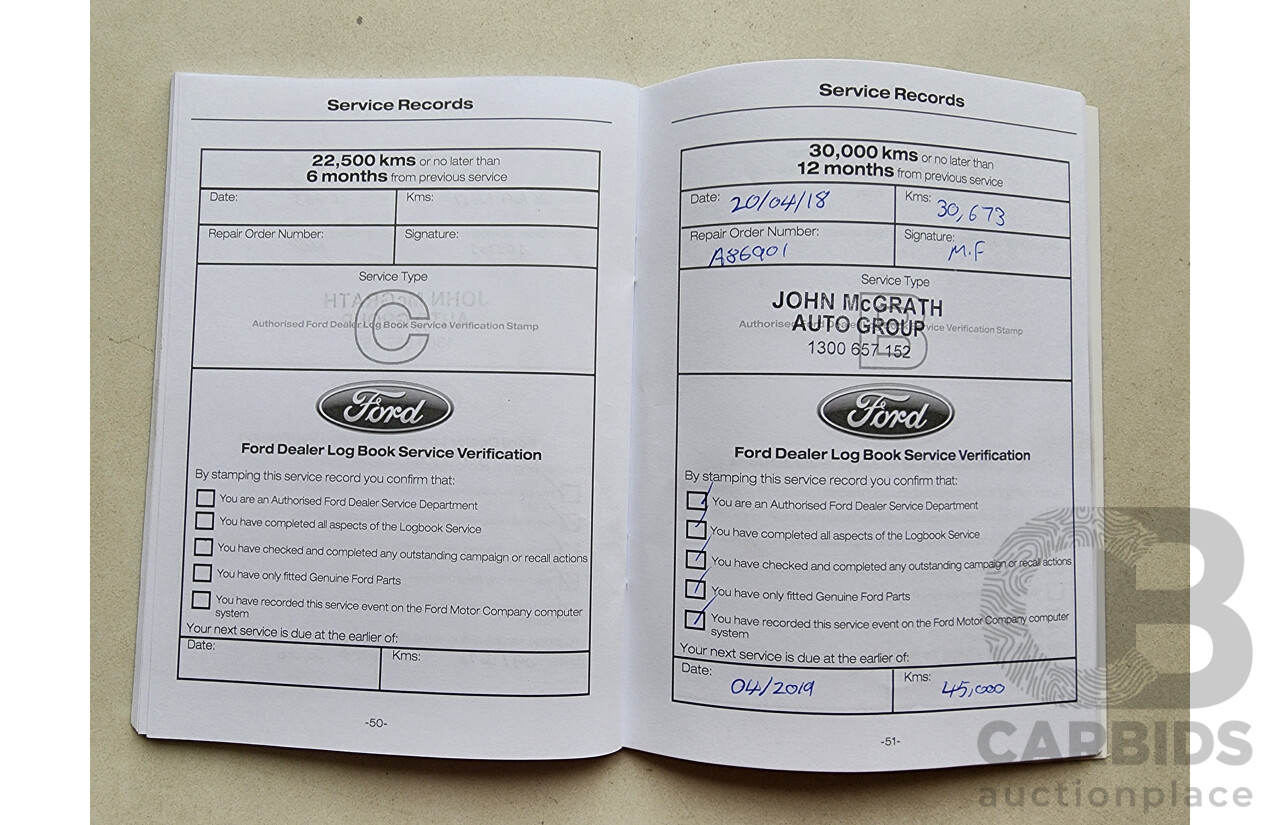 Service Records
22,500 kms or no later than
6 months from previous service
Date:
Kms:
Repair Order Number:
Signature:
Service Type
C
Authorised Ford Dealer Log Book Service Verification Stamp
Ford
Ford Dealer Log Book Service Verification
By stamping this service record you confirm that:
You are an Authorised Ford Dealer Service Department
You have completed all aspects of the Logbook Service
You have checked and completed any outstanding campaign or recall actions
You have only fitted Genuine Ford Parts
You have recorded this service event on the Ford Motor Company computer
system
Your next service is due at the earlier of:
Date:
Kms:
-50-
Service Records
30,000 kms or no later than
12 months from previous service
Date: 20/04/18
Kms: 30,673
Repair Order Number:
A86901
Signature:
M.F
Service Type
B
JOHN McGRATH
AUTO GROUP
1300 657 152
Authorised Ford Dealer Log Book Service Verification Stamp
Ford
Ford Dealer Log Book Service Verification
By stamping this service record you confirm that:
You are an Authorised Ford Dealer Service Department
You have completed all aspects of the Logbook Service
You have checked and completed any outstanding campaign or recall actions
You have only fitted Genuine Ford Parts
You have recorded this service event on the Ford Motor Company computer
system
Your next service is due at the earlier of:
Date: 04/2019
Kms: 45,000
-51-
CB
CARBIDS
auctionplace